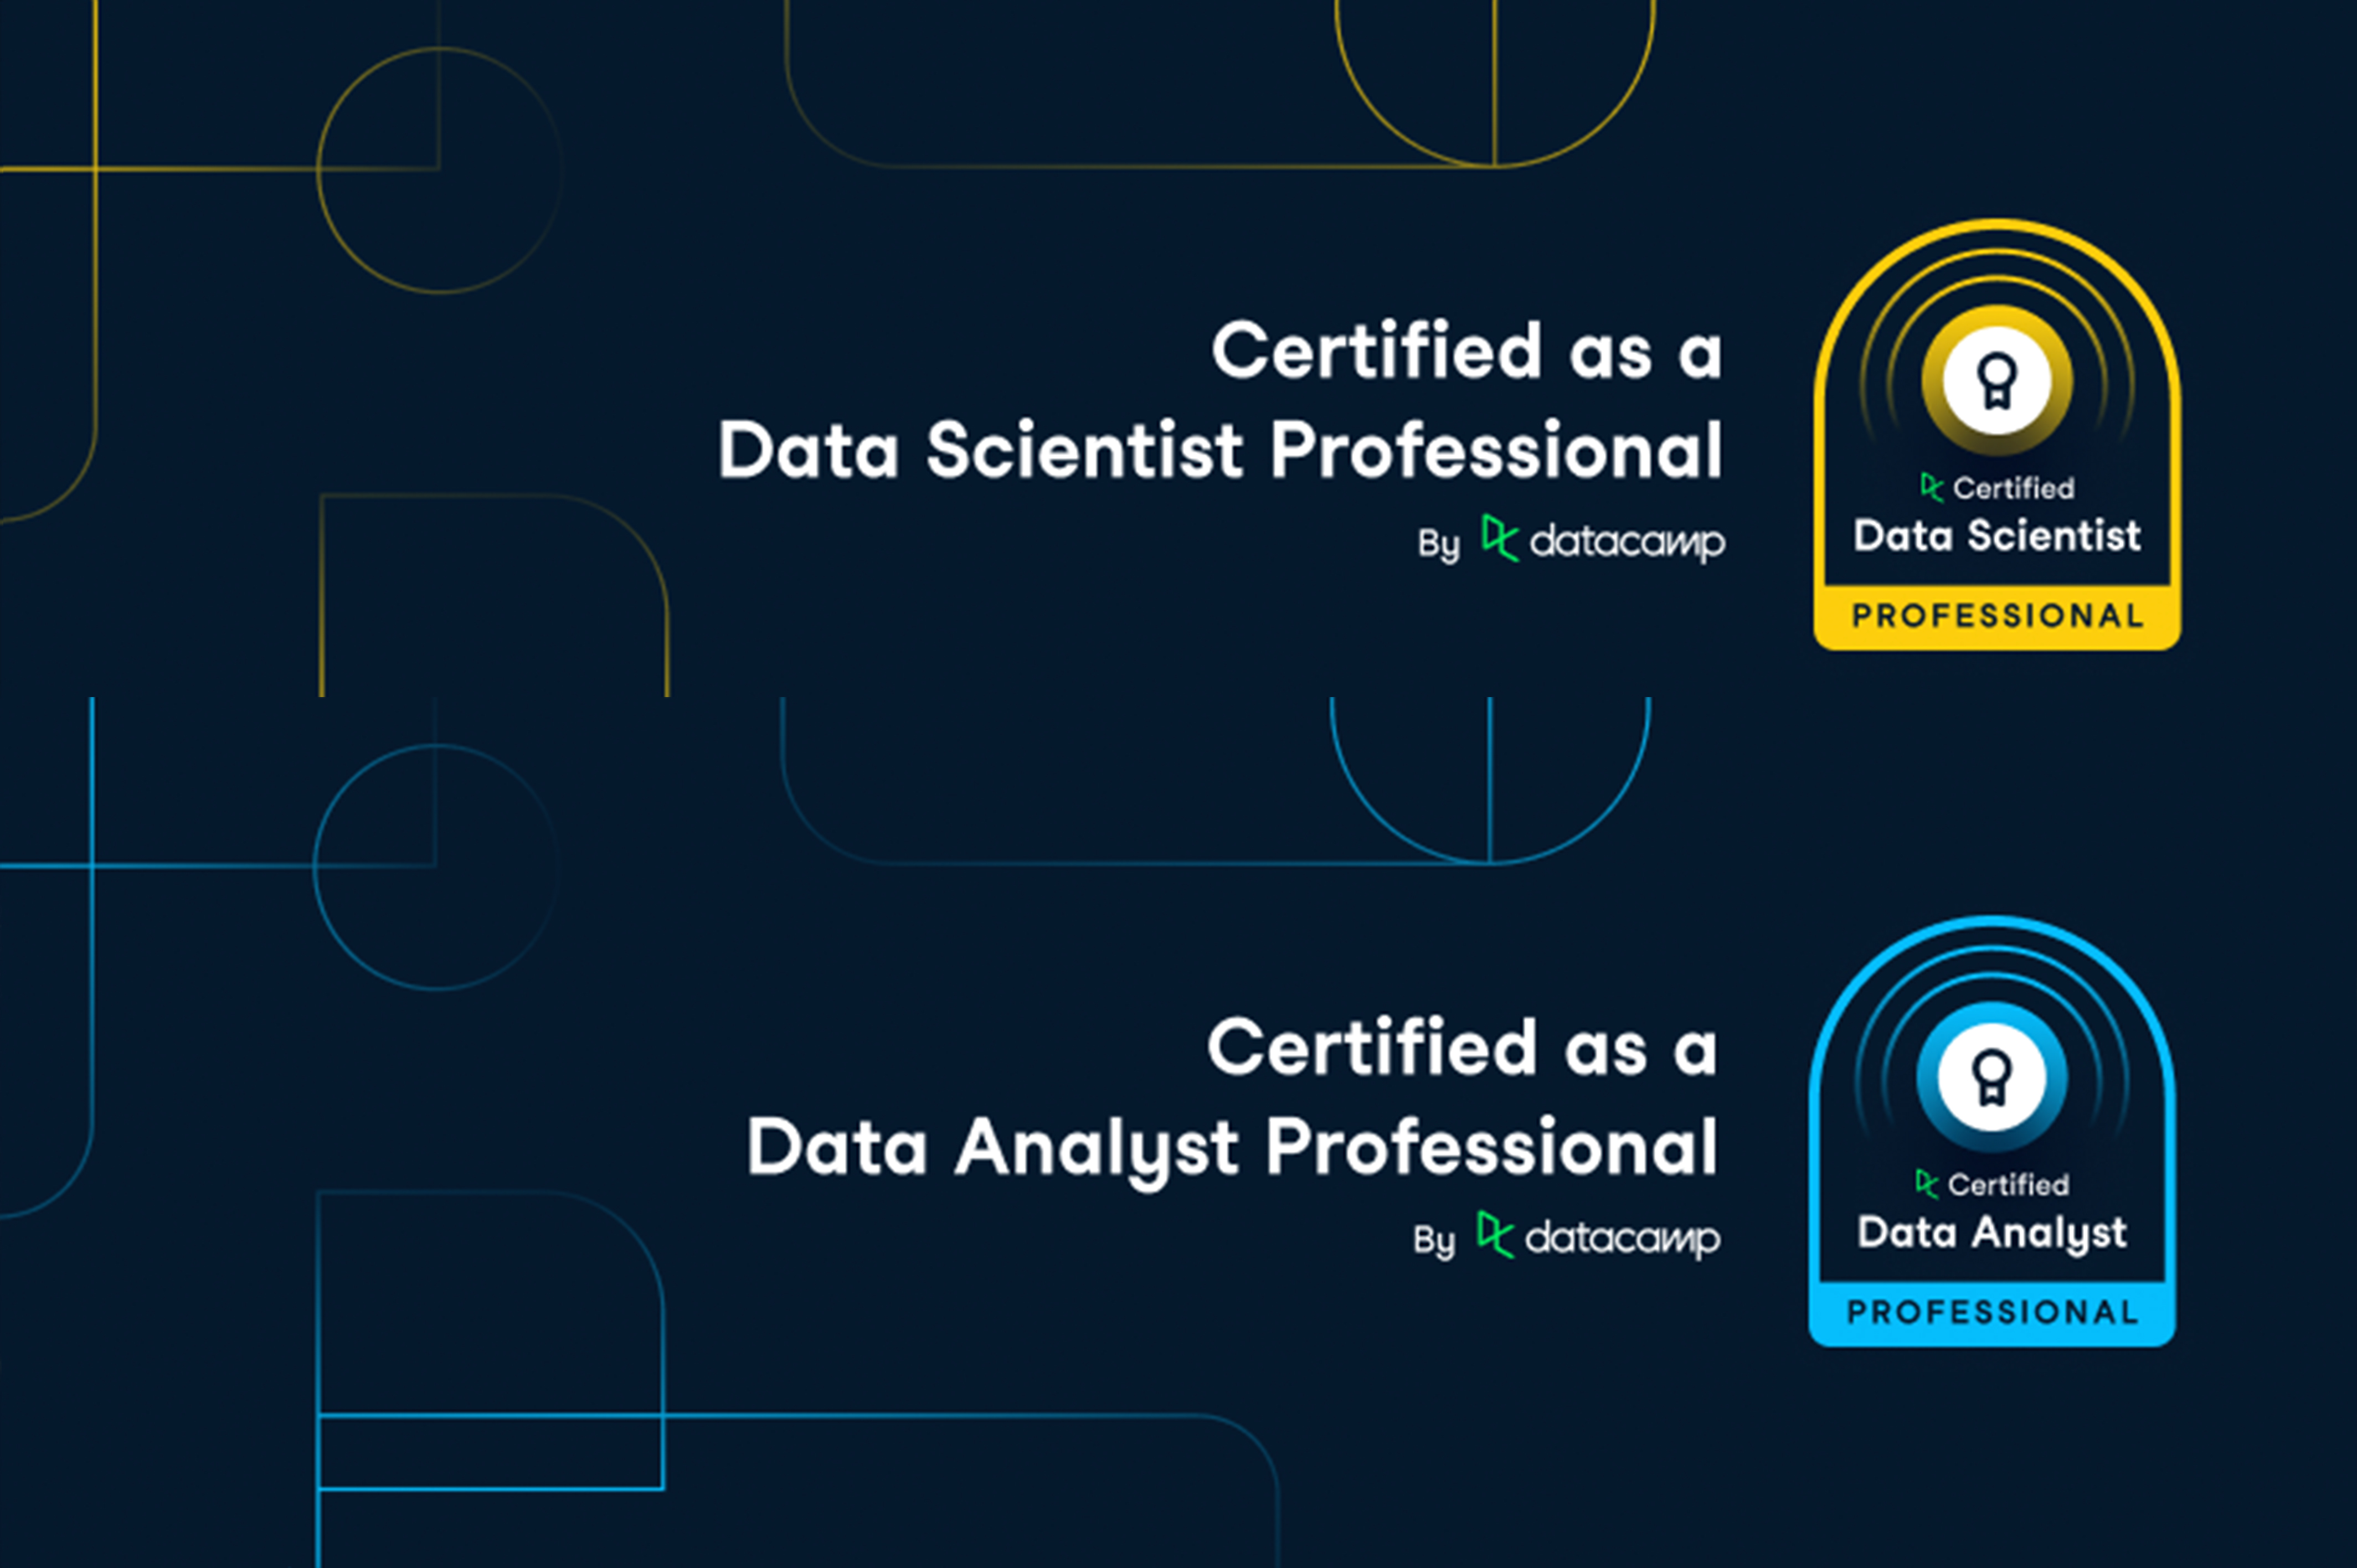 Certified as a
Data Scientist Professional
By datacamp
Certified
Data Scientist
PROFESSIONAL
Certified as a
Data Analyst Professional
By datacamp
Certified
Data Analyst
PROFESSIONAL